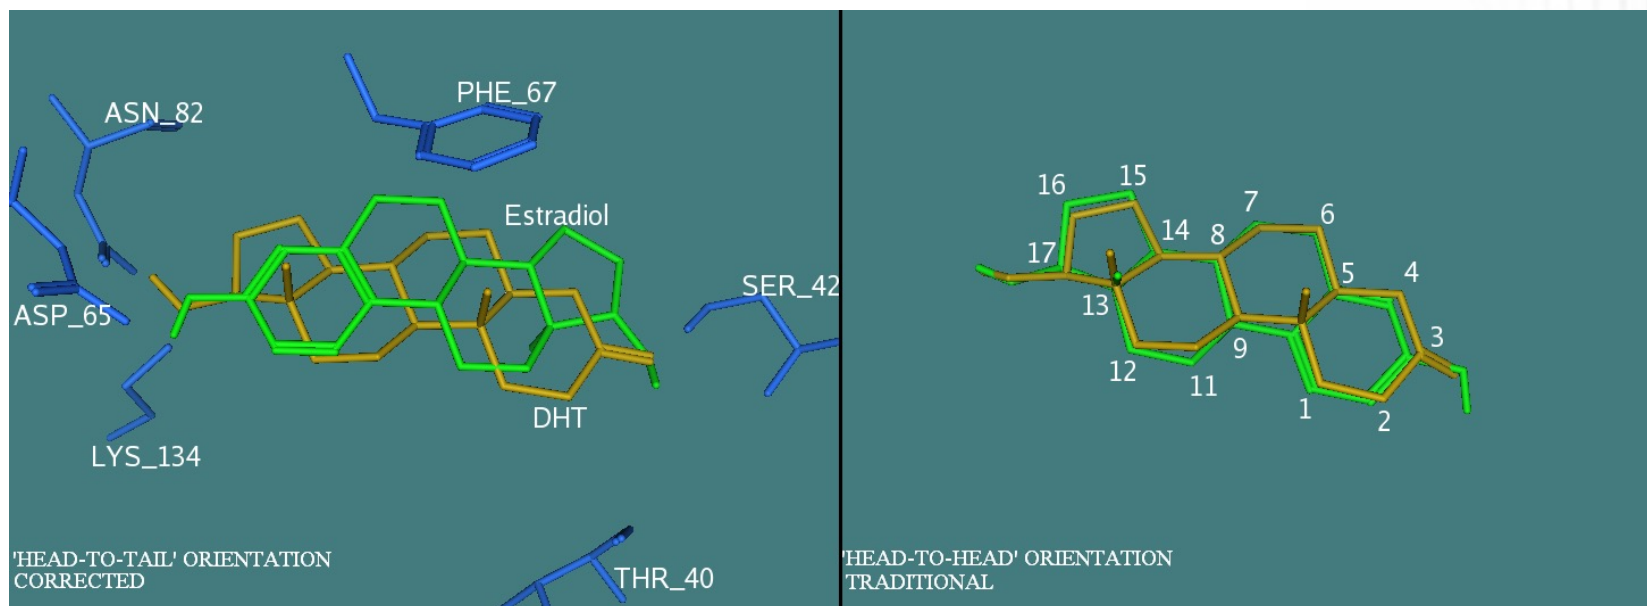 PHE_67
ASN_82
Estradiol
SER_42
ASP_65
DHT
LYS_134
THR_40
'HEAD-TO-TAIL' ORIENTATION
CORRECTED
16
15
7
6
14
8
17
5
4
13
3
9
12
11
1
2
'HEAD-TO-HEAD' ORIENTATION
TRADITIONAL